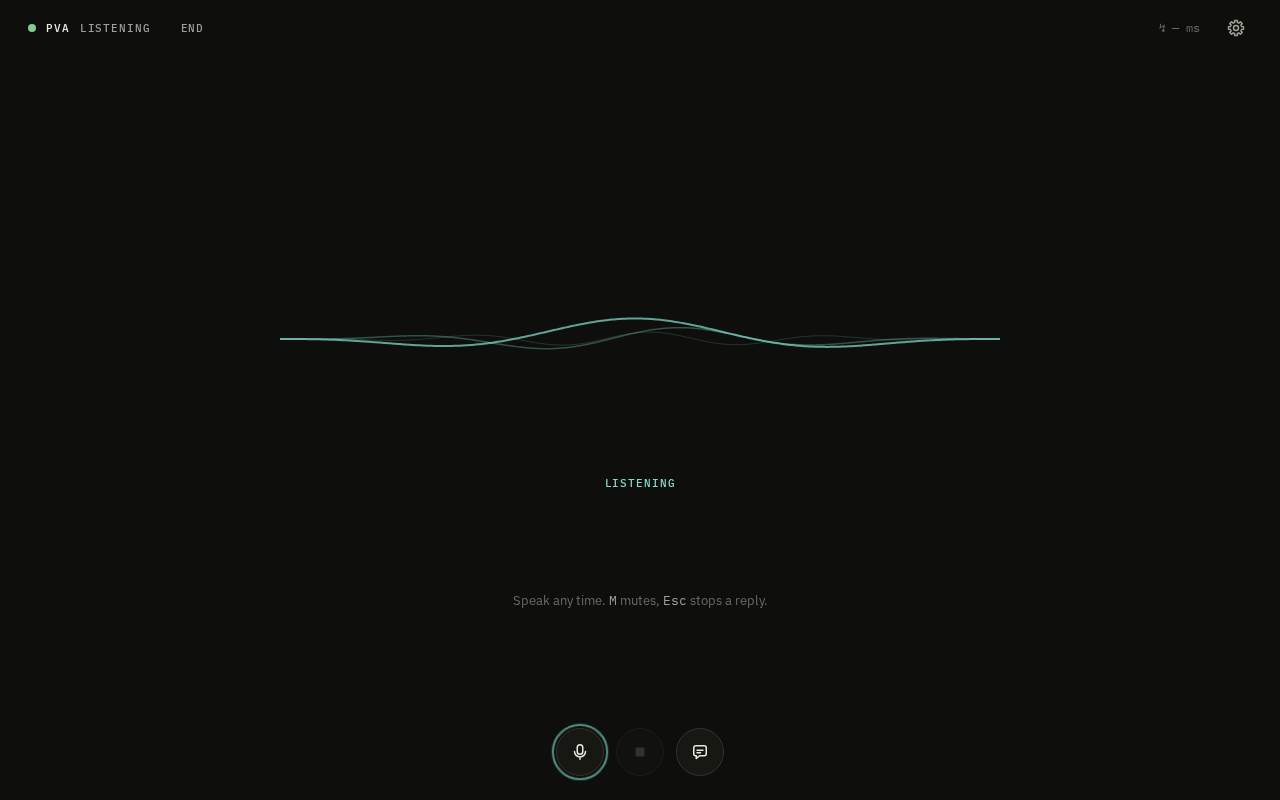 PVA LISTENING END
↯ — ms
LISTENING
Speak any time. M mutes, Esc stops a reply.